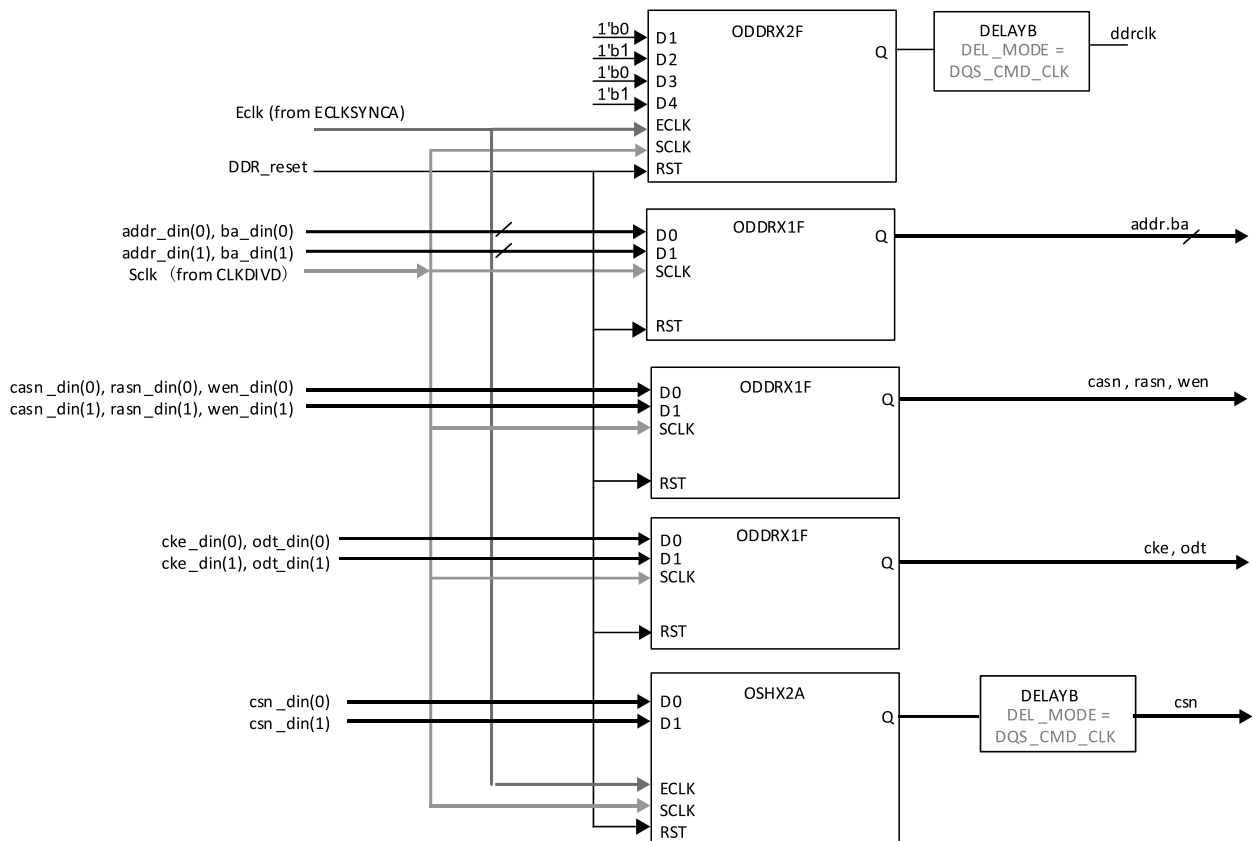 1'b0
1'b1
1'b0
1'b1
D1
D2
D3
D4
ECLK
SCLK
RST
ODDRX2F
Q
DELAYB
DEL_MODE =
DQS_CMD_CLK
ddrclk
Eclk (from ECLKSYNCA)
DDR_reset
addr_din(0), ba_din(0)
addr_din(1), ba_din(1)
Sclk （from CLKDIVD）
D0
D1
SCLK
RST
ODDRX1F
Q
addr.ba
casn_din(0), rasn_din(0), wen_din(0)
casn_din(1), rasn_din(1), wen_din(1)
D0
D1
SCLK
RST
ODDRX1F
Q
casn, rasn, wen
cke_din(0), odt_din(0)
cke_din(1), odt_din(1)
D0
D1
SCLK
RST
ODDRX1F
Q
cke, odt
csn_din(0)
csn_din(1)
D0
D1
ECLK
SCLK
RST
OSHX2A
Q
DELAYB
DEL_MODE =
DQS_CMD_CLK
csn